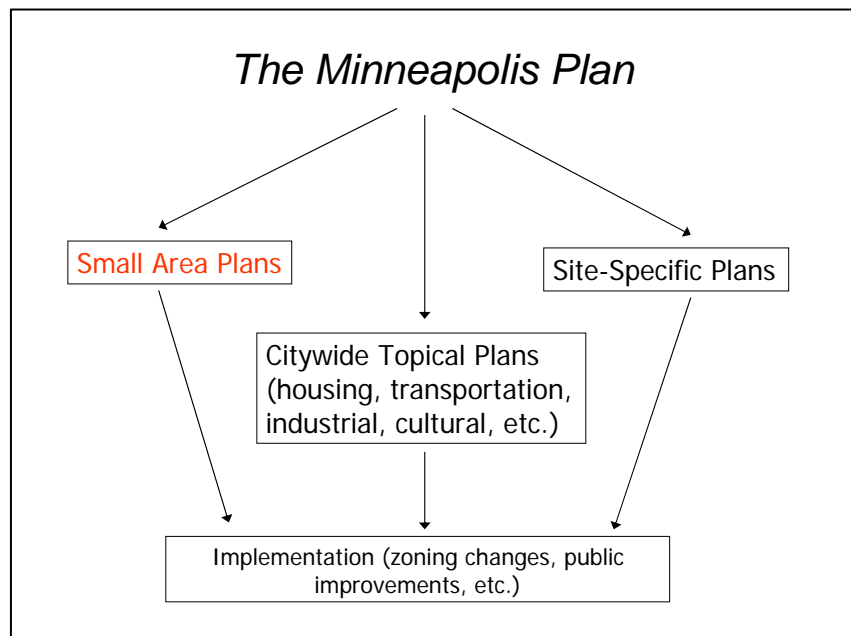 The Minneapolis Plan
Small Area Plans
Site-Specific Plans
Citywide Topical Plans
(housing, transportation,
industrial, cultural, etc.)
Implementation (zoning changes, public
improvements, etc.)